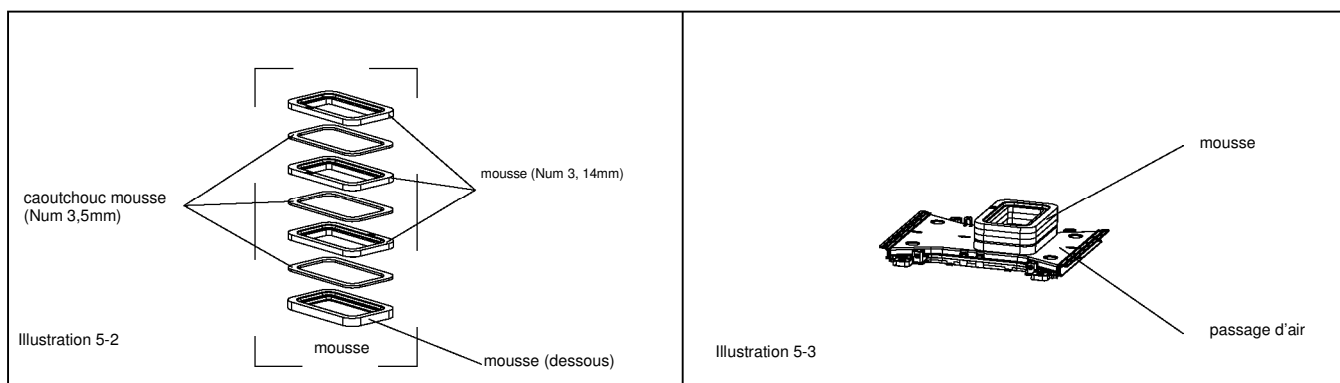 caoutchouc mousse
(Num 3,5mm)
mousse (Num 3, 14mm)
Illustration 5-2
mousse
mousse (dessous)
mousse
passage d'air
Illustration 5-3